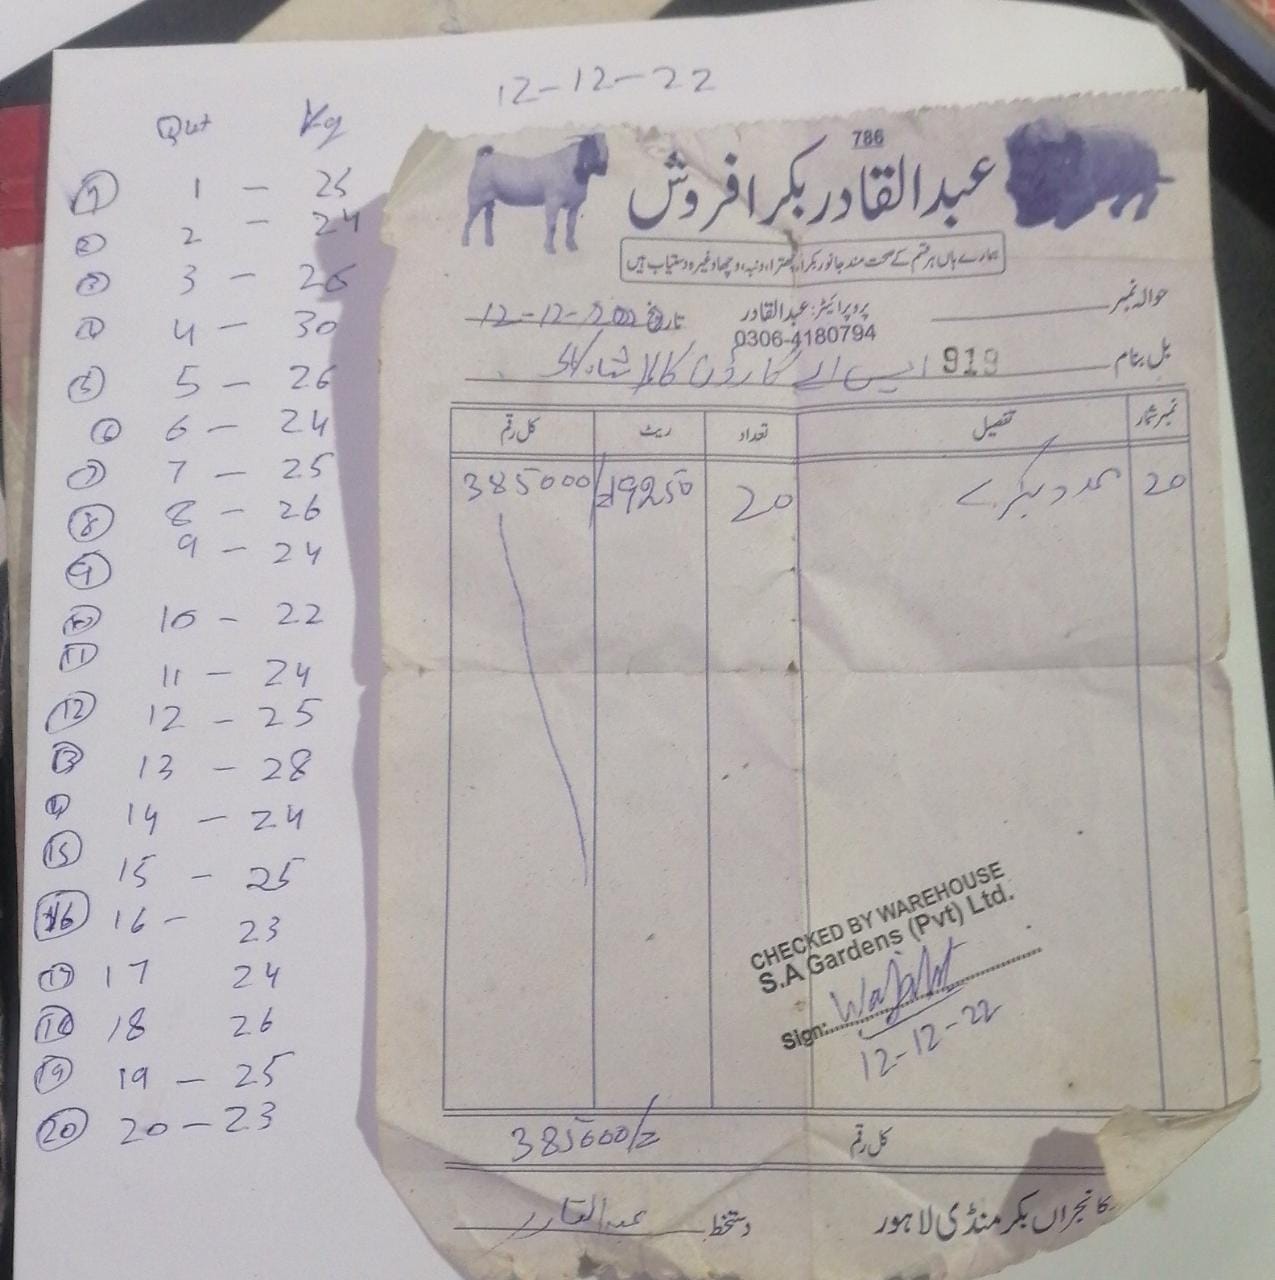 12-12-22
Qut Kg
1 1 - 25
2 2 - 24
3 3 - 26
4 4 - 30
5 5 - 26
6 6 - 24
7 7 - 25
8 8 - 26
9 9 - 24
10 10 - 22
11 11 - 24
12 12 - 25
13 13 - 28
14 14 - 24
15 15 - 25
16 16 - 23
17 17 24
18 18 26
19 19 - 25
20 20 - 23
786
عبدالقادر بکرا فروش
ہمارے ہاں ہر قسم کے صحت مند جانور بکرا، چھترا، دنبہ، وچھا وغیرہ دستیاب ہیں
حوالہ نمبر پروپرائیٹر: عبدالقادر تاریخ 12-12-2022
0306-4180794
بل بنام 919 ایس اے گارڈن کالا شاہ کاکو
نمبر شمار تفصیل تعداد ریٹ کل رقم
20 عدد بکرے 20 19250 385000/=
CHECKED BY WAREHOUSE
S.A Gardens (Pvt) Ltd.
Sign:
12-12-22
کل رقم 385000/=
کانجراں بکر منڈی لاہور دستخط عبدالقادر